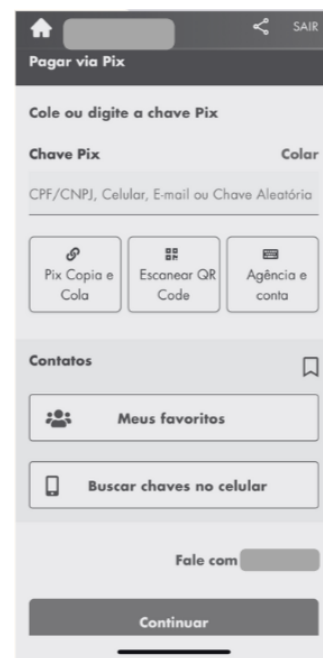 SAIR
Pagar via Pix
Cole ou digite a chave Pix
Chave Pix Colar
CPF/CNPJ, Celular, E-mail ou Chave Aleatória
Pix Copia e
Cola
Escanear QR
Code
Agência e
conta
Contatos
Meus favoritos
Buscar chaves no celular
Fale com
Continuar